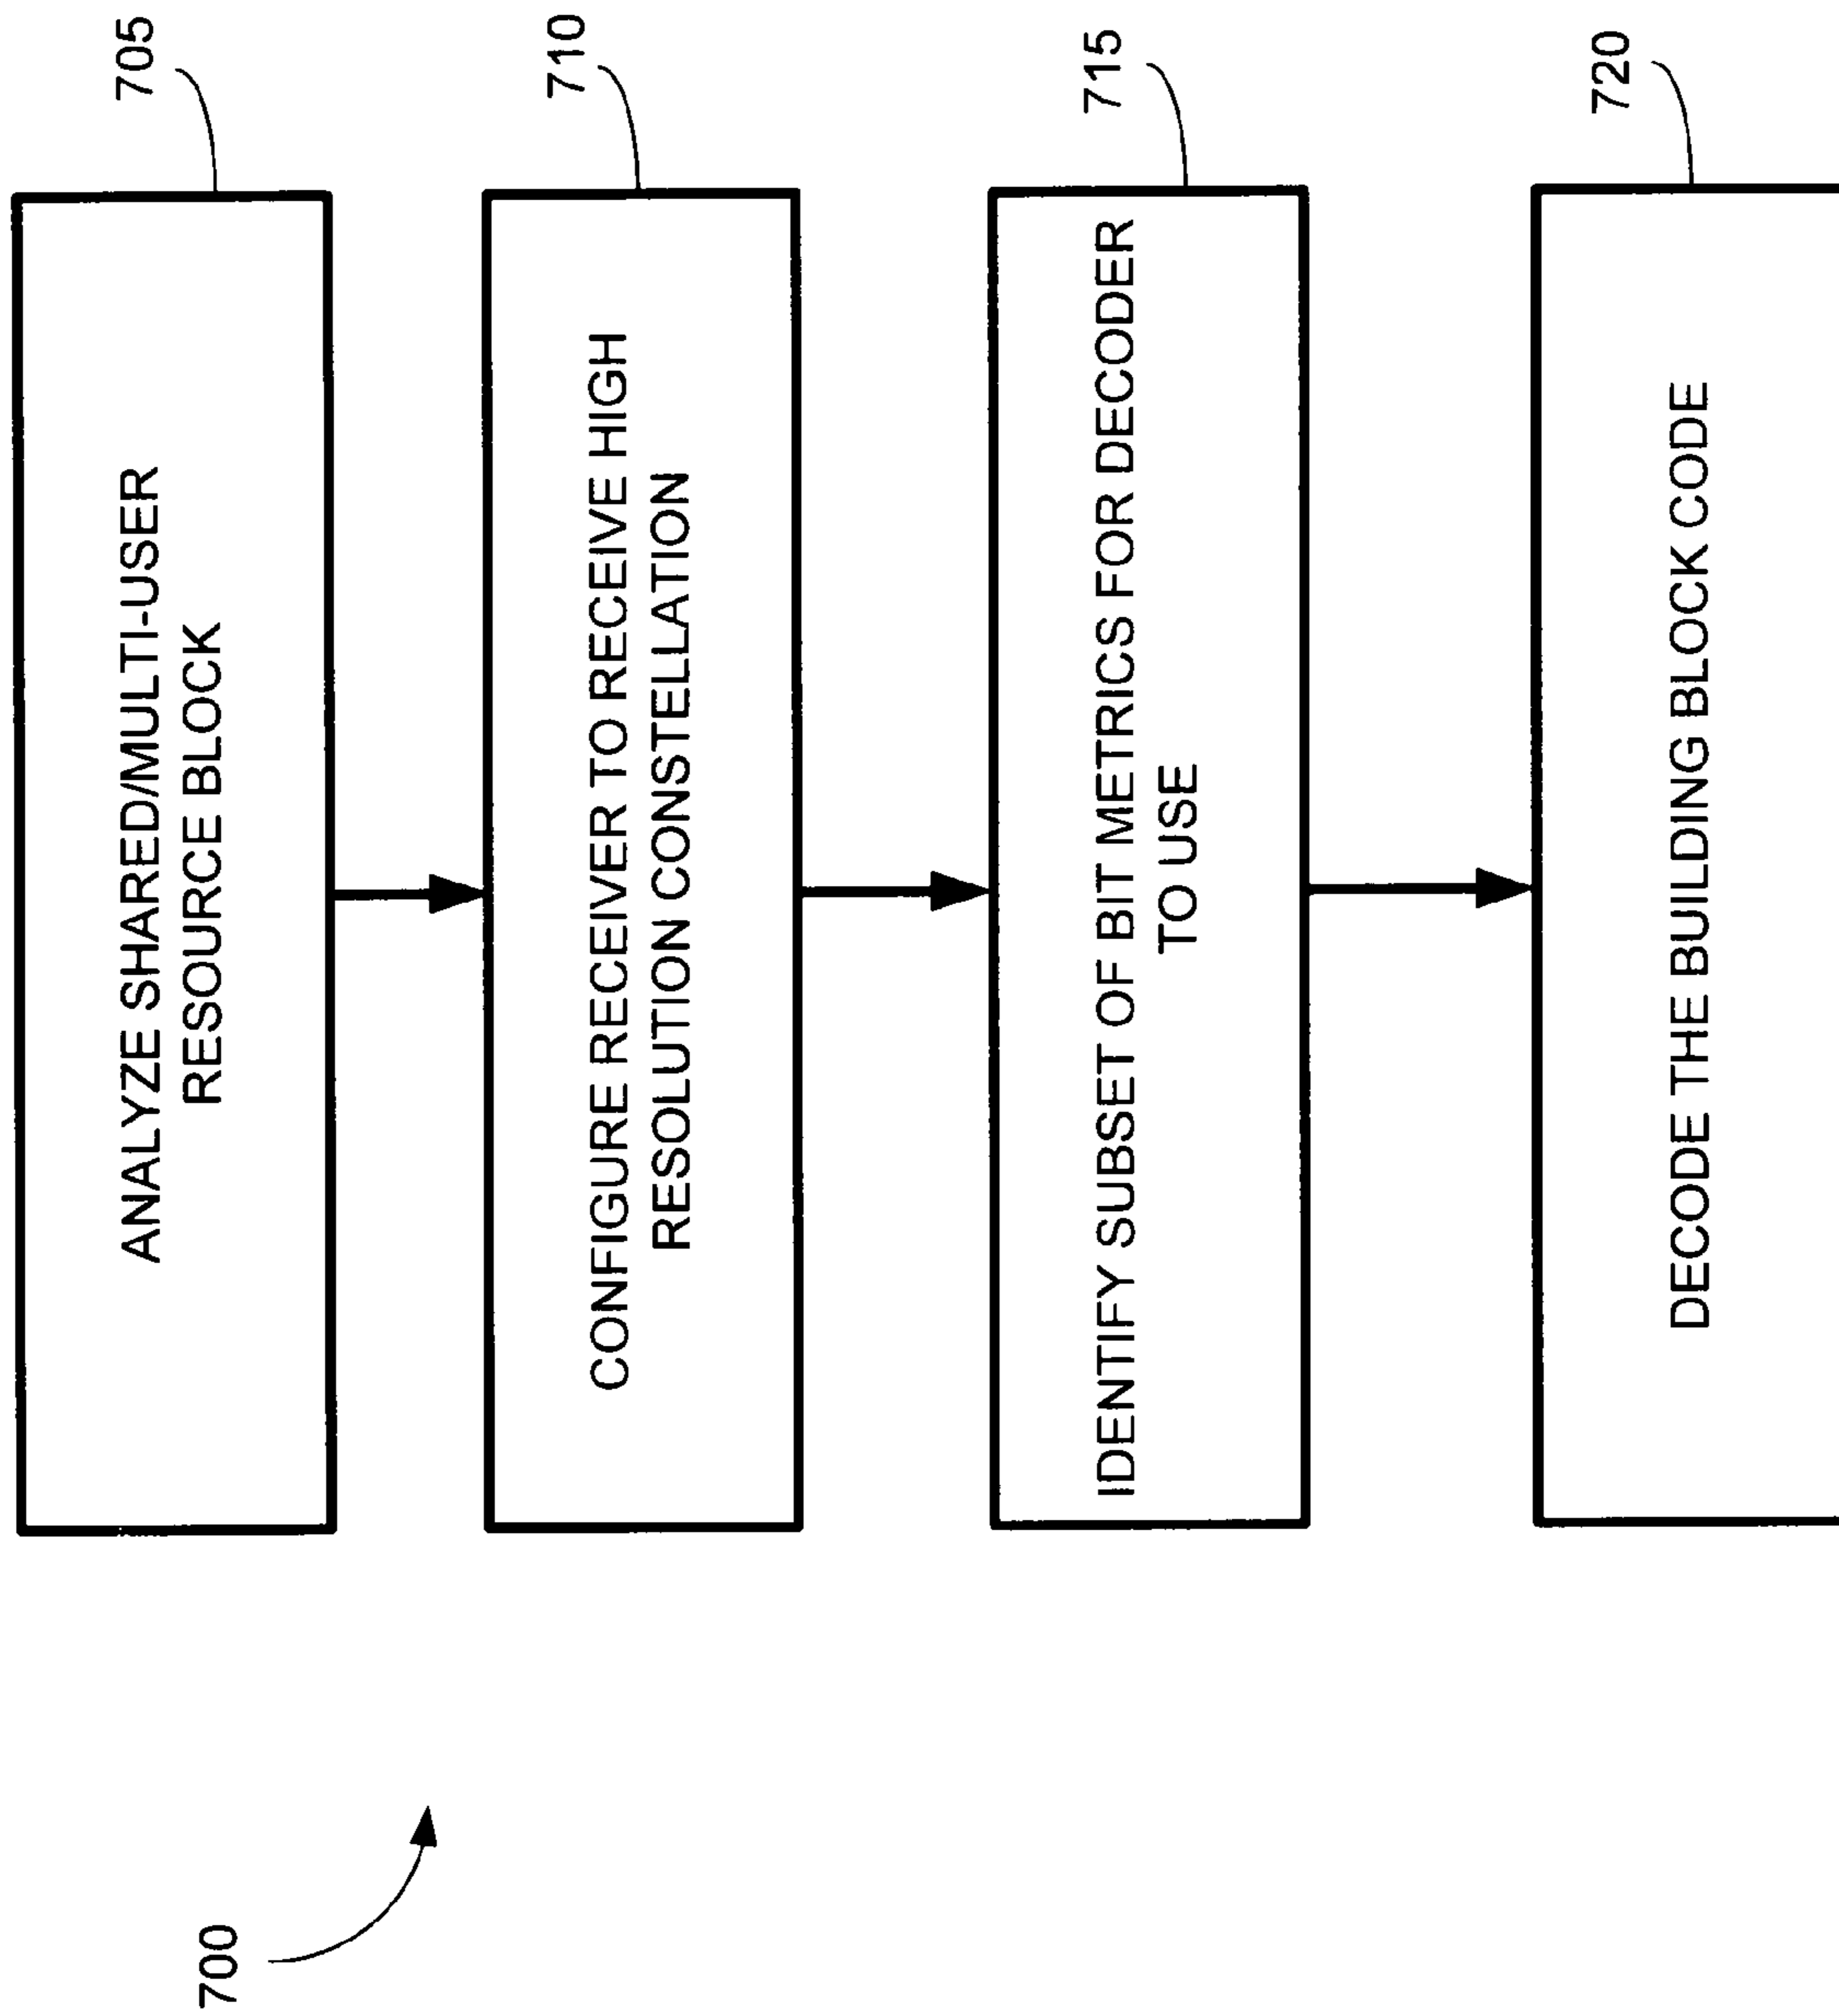 700
ANALYZE SHARED/MULTI-USER
RESOURCE BLOCK
705
CONFIGURE RECEIVER TO RECEIVE HIGH
RESOLUTION CONSTELLATION
710
IDENTIFY SUBSET OF BIT METRICS FOR DECODER
TO USE
715
DECODE THE BUILDING BLOCK CODE
720